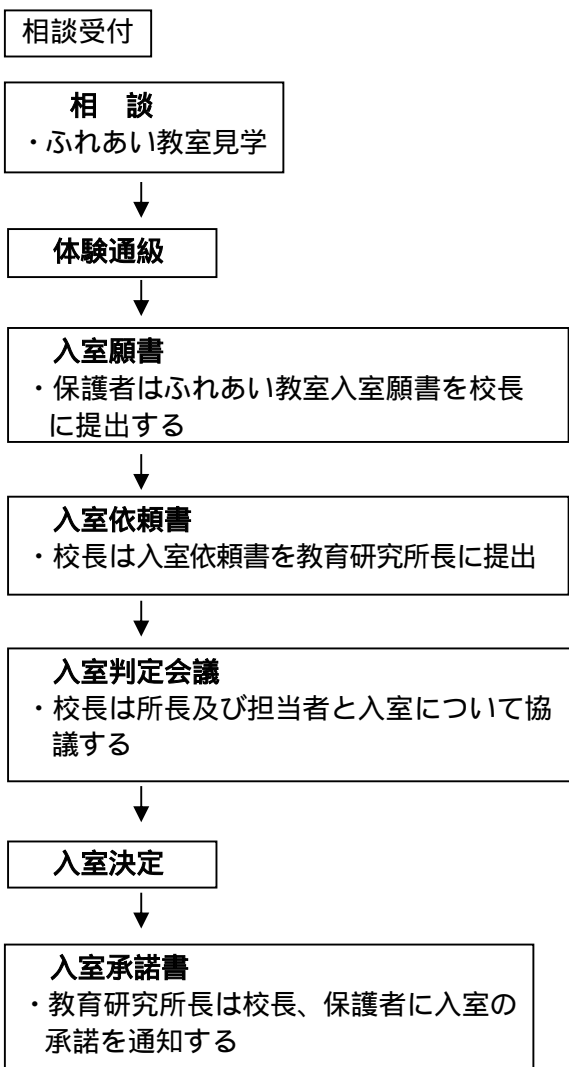 相談受付
相　談
・ふれあい教室見学
体験通級
入室願書
・保護者はふれあい教室入室願書を校長
に提出する
入室依頼書
・校長は入室依頼書を教育研究所長に提出
入室判定会議
・校長は所長及び担当者と入室について協
議する
入室決定
入室承諾書
・教育研究所長は校長、保護者に入室の
承諾を通知する